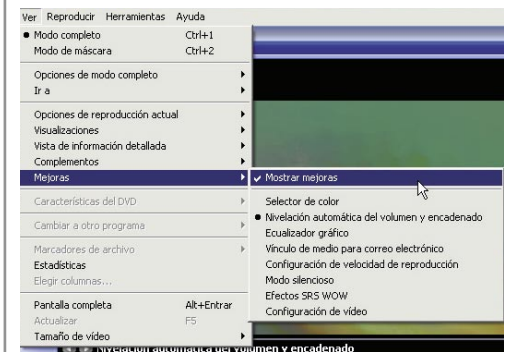 Ver Reproducir Herramientas Ayuda
Modo completo Ctrl+1
Modo de máscara Ctrl+2
Opciones de modo completo
Ir a
Opciones de reproducción actual
Visualizaciones
Vista de información detallada
Complementos
Mejoras
Características del DVD
Cambiar a otro programa
Marcadores de archivo
Estadísticas
Elegir columnas...
Pantalla completa Alt+Entrar
Actualizar F5
Tamaño de vídeo
Mostrar mejoras
Selector de color
Nivelación automática del volumen y encadenado
Ecualizador gráfico
Vínculo de medio para correo electrónico
Configuración de velocidad de reproducción
Modo silencioso
Efectos SRS WOW
Configuración de vídeo
Nivelación automática del volumen y encadenado